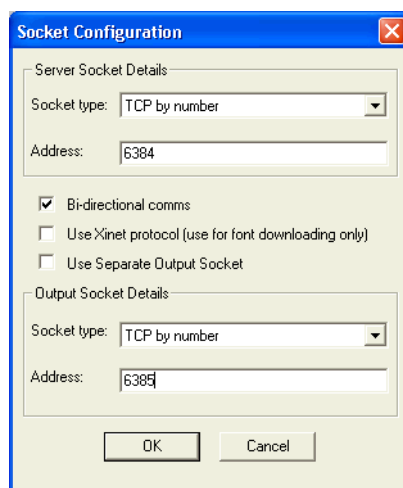 Socket Configuration
Server Socket Details
Socket type: TCP by number
Address: 6384
Bi-directional comms
Use Xinet protocol (use for font downloading only)
Use Separate Output Socket
Output Socket Details
Socket type: TCP by number
Address: 6385
OK Cancel